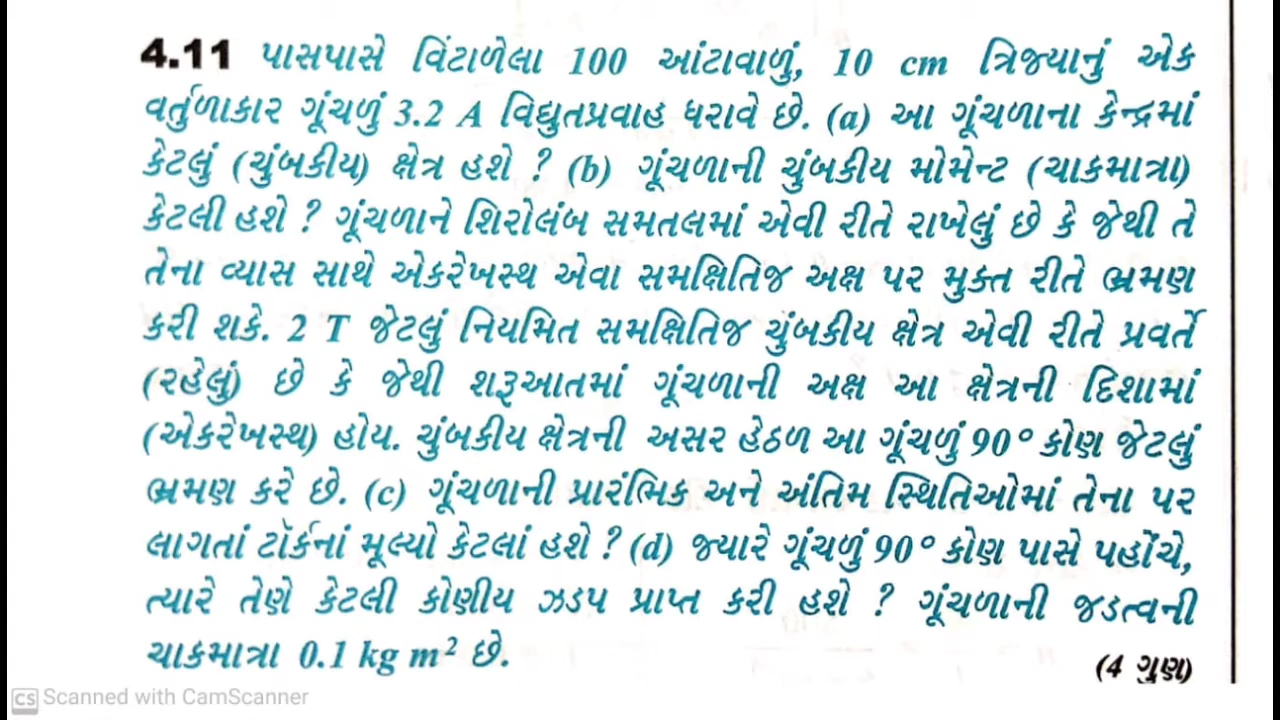 4.11 પાસપાસે વિંટાળેલા 100 આંટાવાળું, 10 cm ત્રિજ્યાનું એક
વર્તુળાકાર ગૂંચળું 3.2 A વિદ્યુતપ્રવાહ ધરાવે છે. (a) આ ગૂંચળાના કેન્દ્રમાં
કેટલું (ચુંબકીય) ક્ષેત્ર હશે ? (b) ગૂંચળાની ચુંબકીય મોમેન્ટ (ચાકમાત્રા)
કેટલી હશે ? ગૂંચળાને શિરોલંબ સમતલમાં એવી રીતે રાખેલું છે કે જેથી તે
તેના વ્યાસ સાથે એકરેખસ્થ એવા સમક્ષિતિજ અક્ષ પર મુક્ત રીતે ભ્રમણ
કરી શકે. 2 T જેટલું નિયમિત સમક્ષિતિજ ચુંબકીય ક્ષેત્ર એવી રીતે પ્રવર્તે
(રહેલું) છે કે જેથી શરૂઆતમાં ગૂંચળાની અક્ષ આ ક્ષેત્રની દિશામાં
(એકરેખસ્થ) હોય. ચુંબકીય ક્ષેત્રની અસર હેઠળ આ ગૂંચળું 90° કોણ જેટલું
ભ્રમણ કરે છે. (c) ગૂંચળાની પ્રારંભિક અને અંતિમ સ્થિતિઓમાં તેના પર
લાગતાં ટૉર્કનાં મૂલ્યો કેટલાં હશે ? (d) જ્યારે ગૂંચળું 90° કોણ પાસે પહોંચે,
ત્યારે તેણે કેટલી કોણીય ઝડપ પ્રાપ્ત કરી હશે ? ગૂંચળાની જડત્વની
ચાકમાત્રા 0.1 kg m² છે.
(4 ગુણ)
CS Scanned with CamScanner